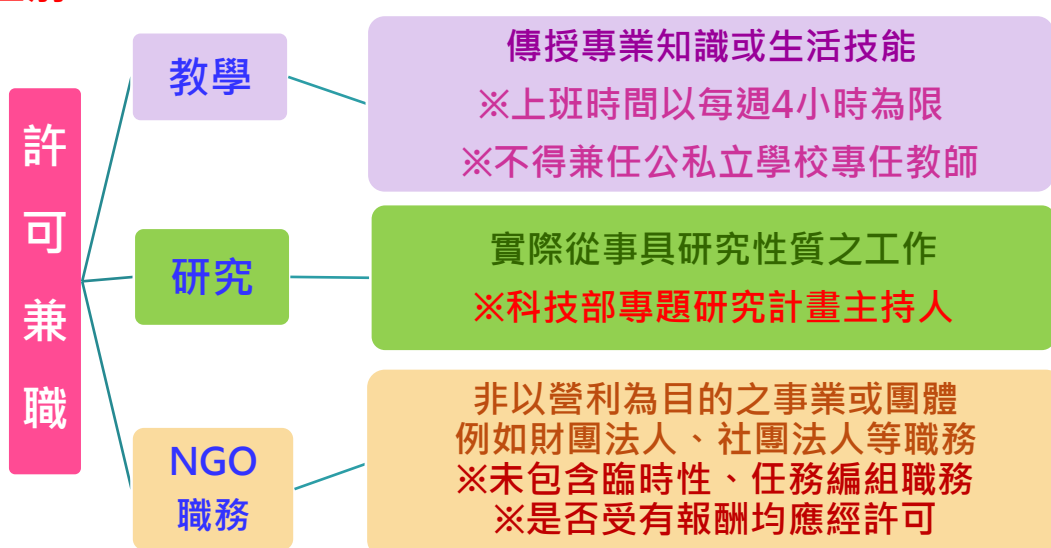 許可兼職
教學
傳授專業知識或生活技能
※上班時間以每週4小時為限
※不得兼任公私立學校專任教師
研究
實際從事具研究性質之工作
※科技部專題研究計畫主持人
NGO
職務
非以營利為目的之事業或團體
例如財團法人、社團法人等職務
※未包含臨時性、任務編組職務
※是否受有報酬均應經許可